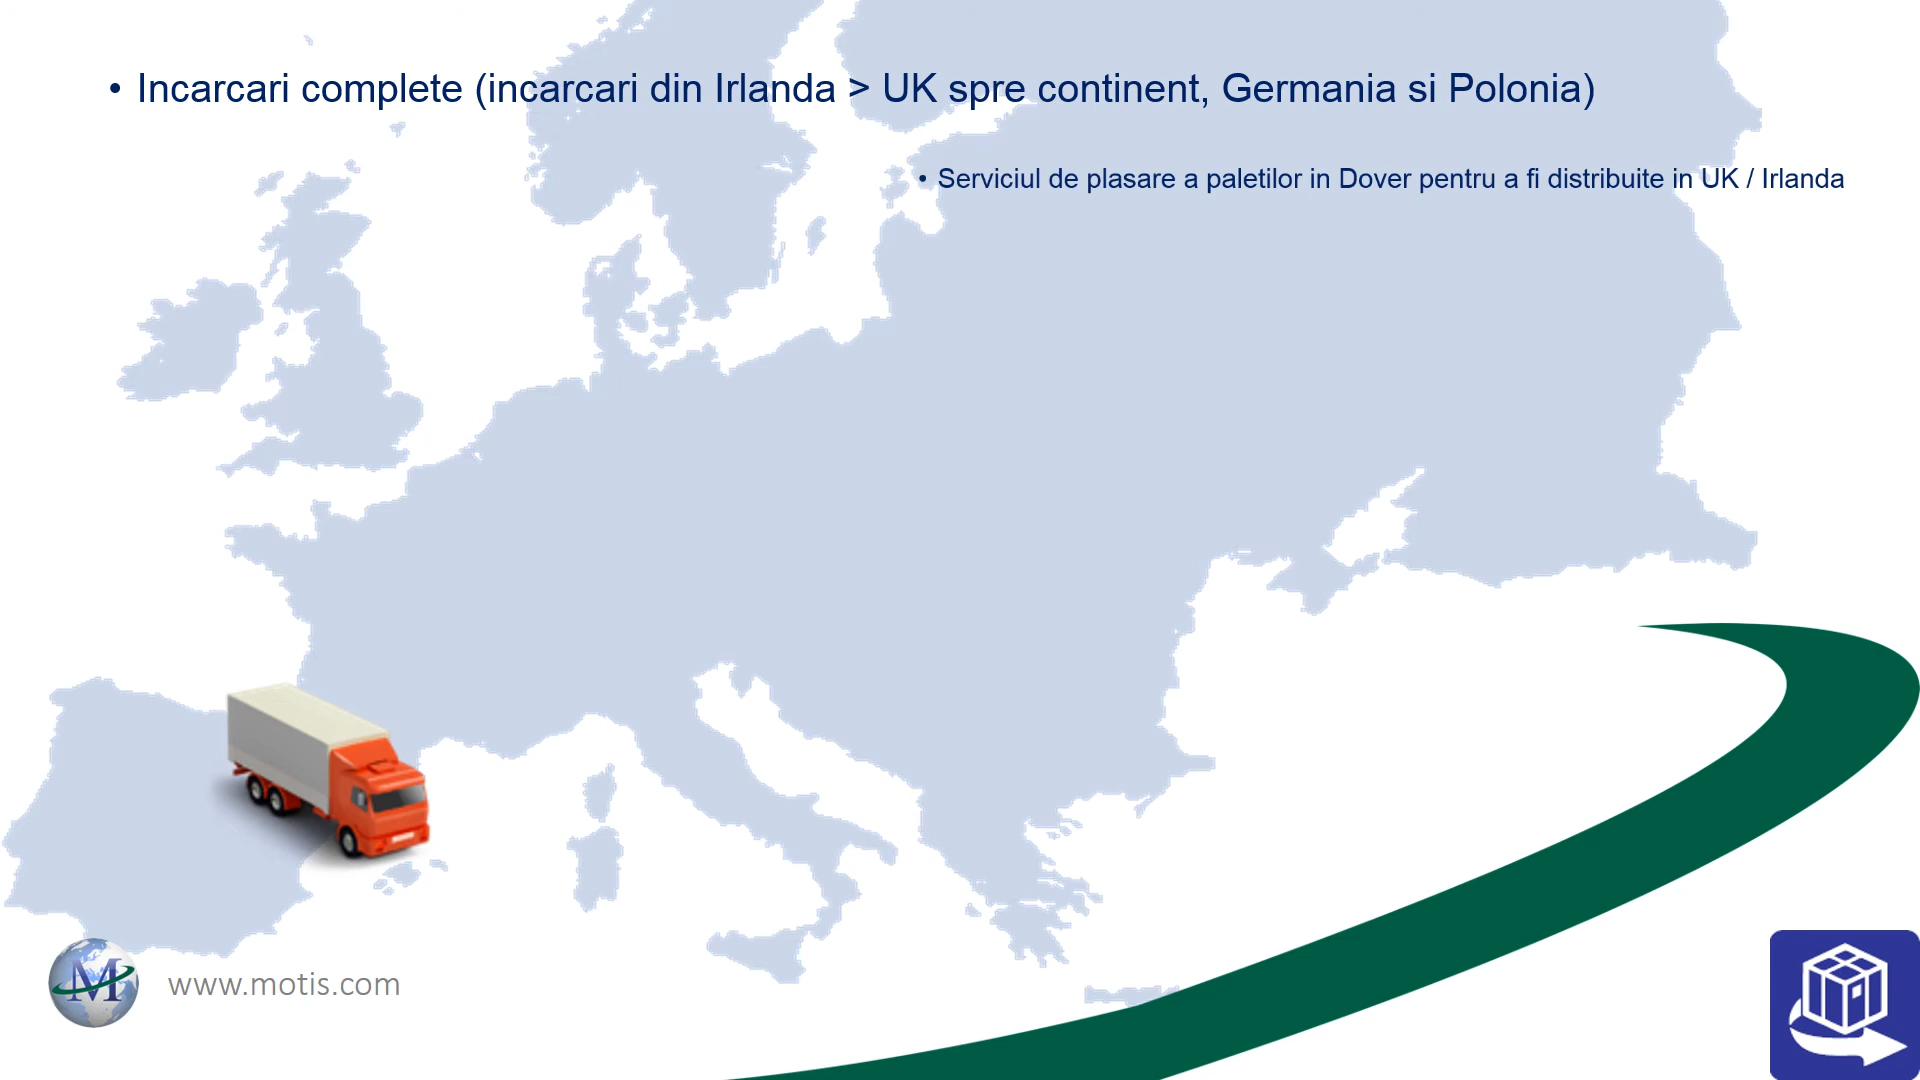 • Incarcari complete (incarcari din Irlanda > UK spre continent, Germania si Polonia)
• Serviciul de plasare a paletilor in Dover pentru a fi distribuite in UK / Irlanda
M
www.motis.com